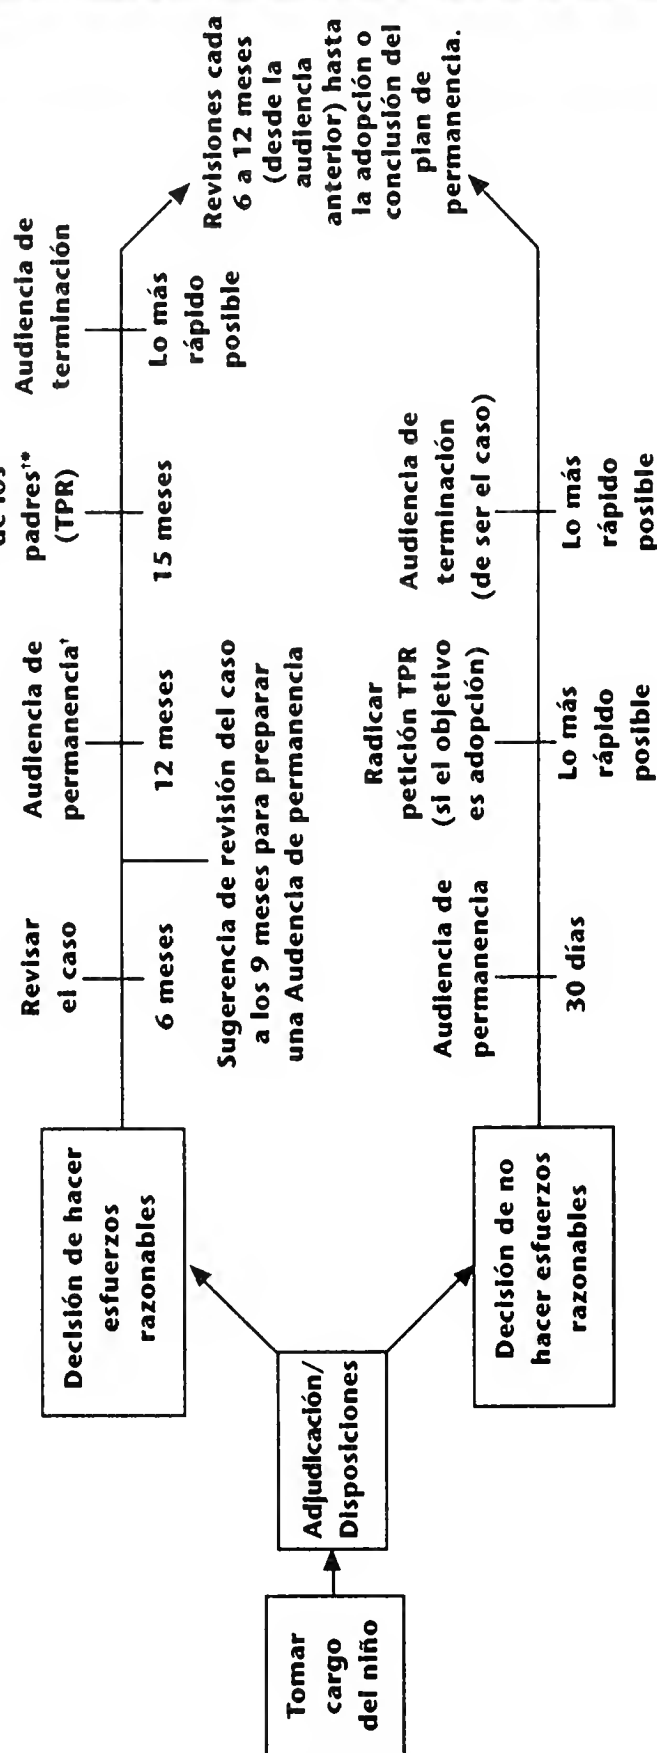 Tomar
cargo
del niño
Adjudicación/
Disposiciones
Decisión de hacer
esfuerzos
razonables
Revisar
el caso
6 meses
Sugerencia de revisión del caso
a los 9 meses para preparar
una Audencia de permanencia
Audiencia de
permanencia†
12 meses
de los
padres†*
(TPR)
15 meses
Audiencia de
terminación
Lo más
rápido
posible
Revisiones cada
6 a 12 meses
(desde la
audiencia
anterior) hasta
la adopción o
conclusión del
plan de
permanencia.
Decisión de no
hacer esfuerzos
razonables
Audiencia de
permanencia
30 días
Radicar
petición TPR
(si el objetivo
es adopción)
Lo más
rápido
posible
Audiencia de
terminación
(de ser el caso)
Lo más
rápido
posible